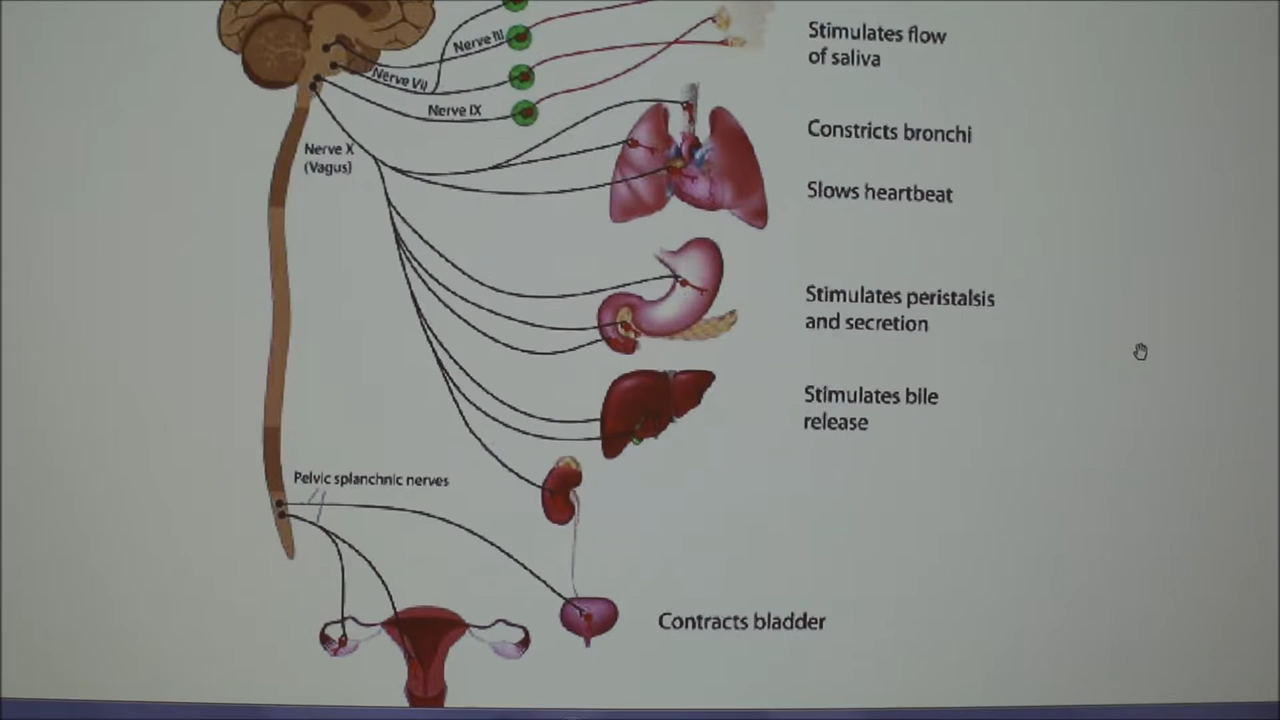 Nerve III
Nerve VII
Nerve IX
Nerve X
(Vagus)
Pelvic splanchnic nerves
Stimulates flow
of saliva
Constricts bronchi
Slows heartbeat
Stimulates peristalsis
and secretion
Stimulates bile
release
Contracts bladder